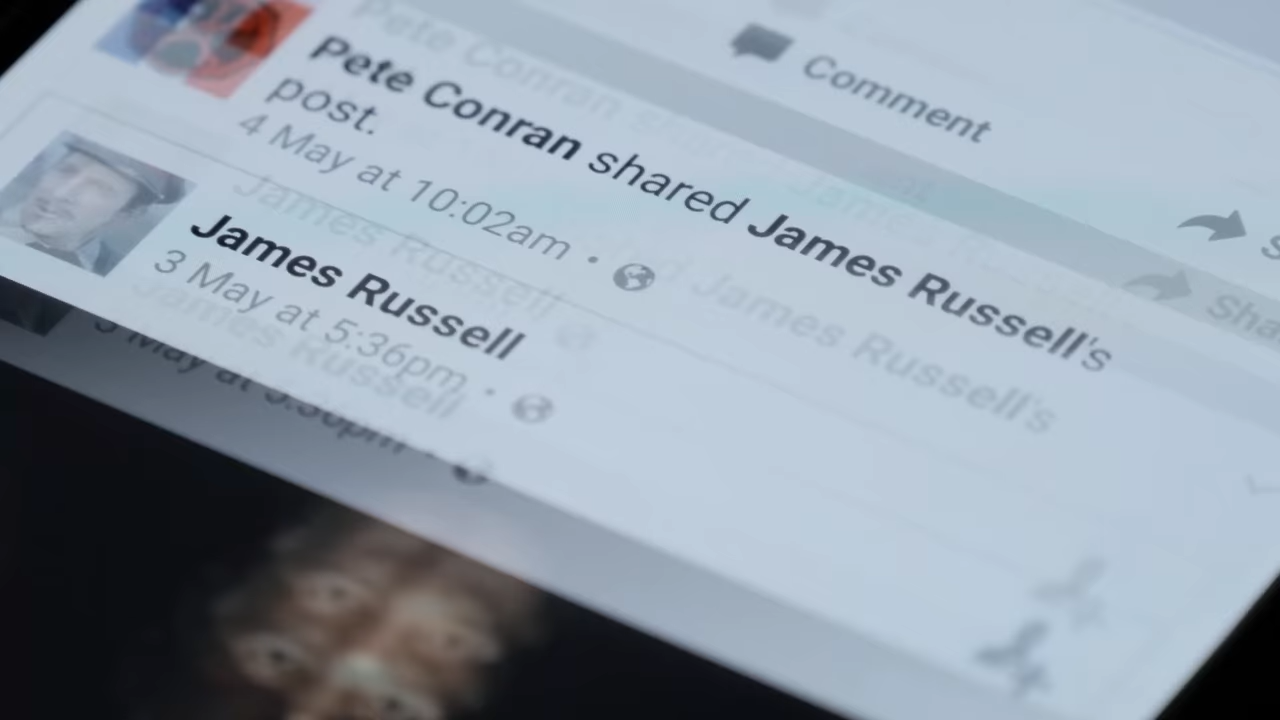 Comment
Pete Conran shared James Russell's
post.
4 May at 10:02am
James Russell
3 May at 5:36pm